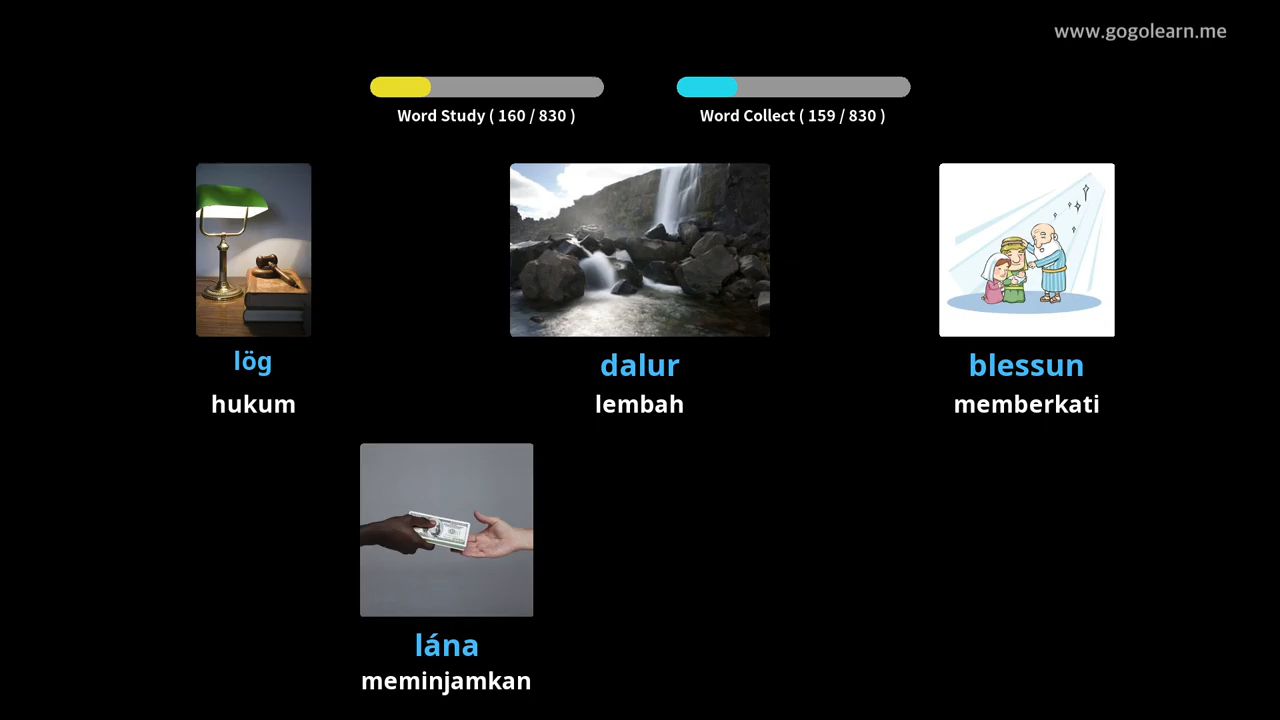 www.gogolearn.me
Word Study ( 160 / 830 )
Word Collect ( 159 / 830 )
lög
dalur
blessun
hukum
lembah
memberkati
lána
meminjamkan